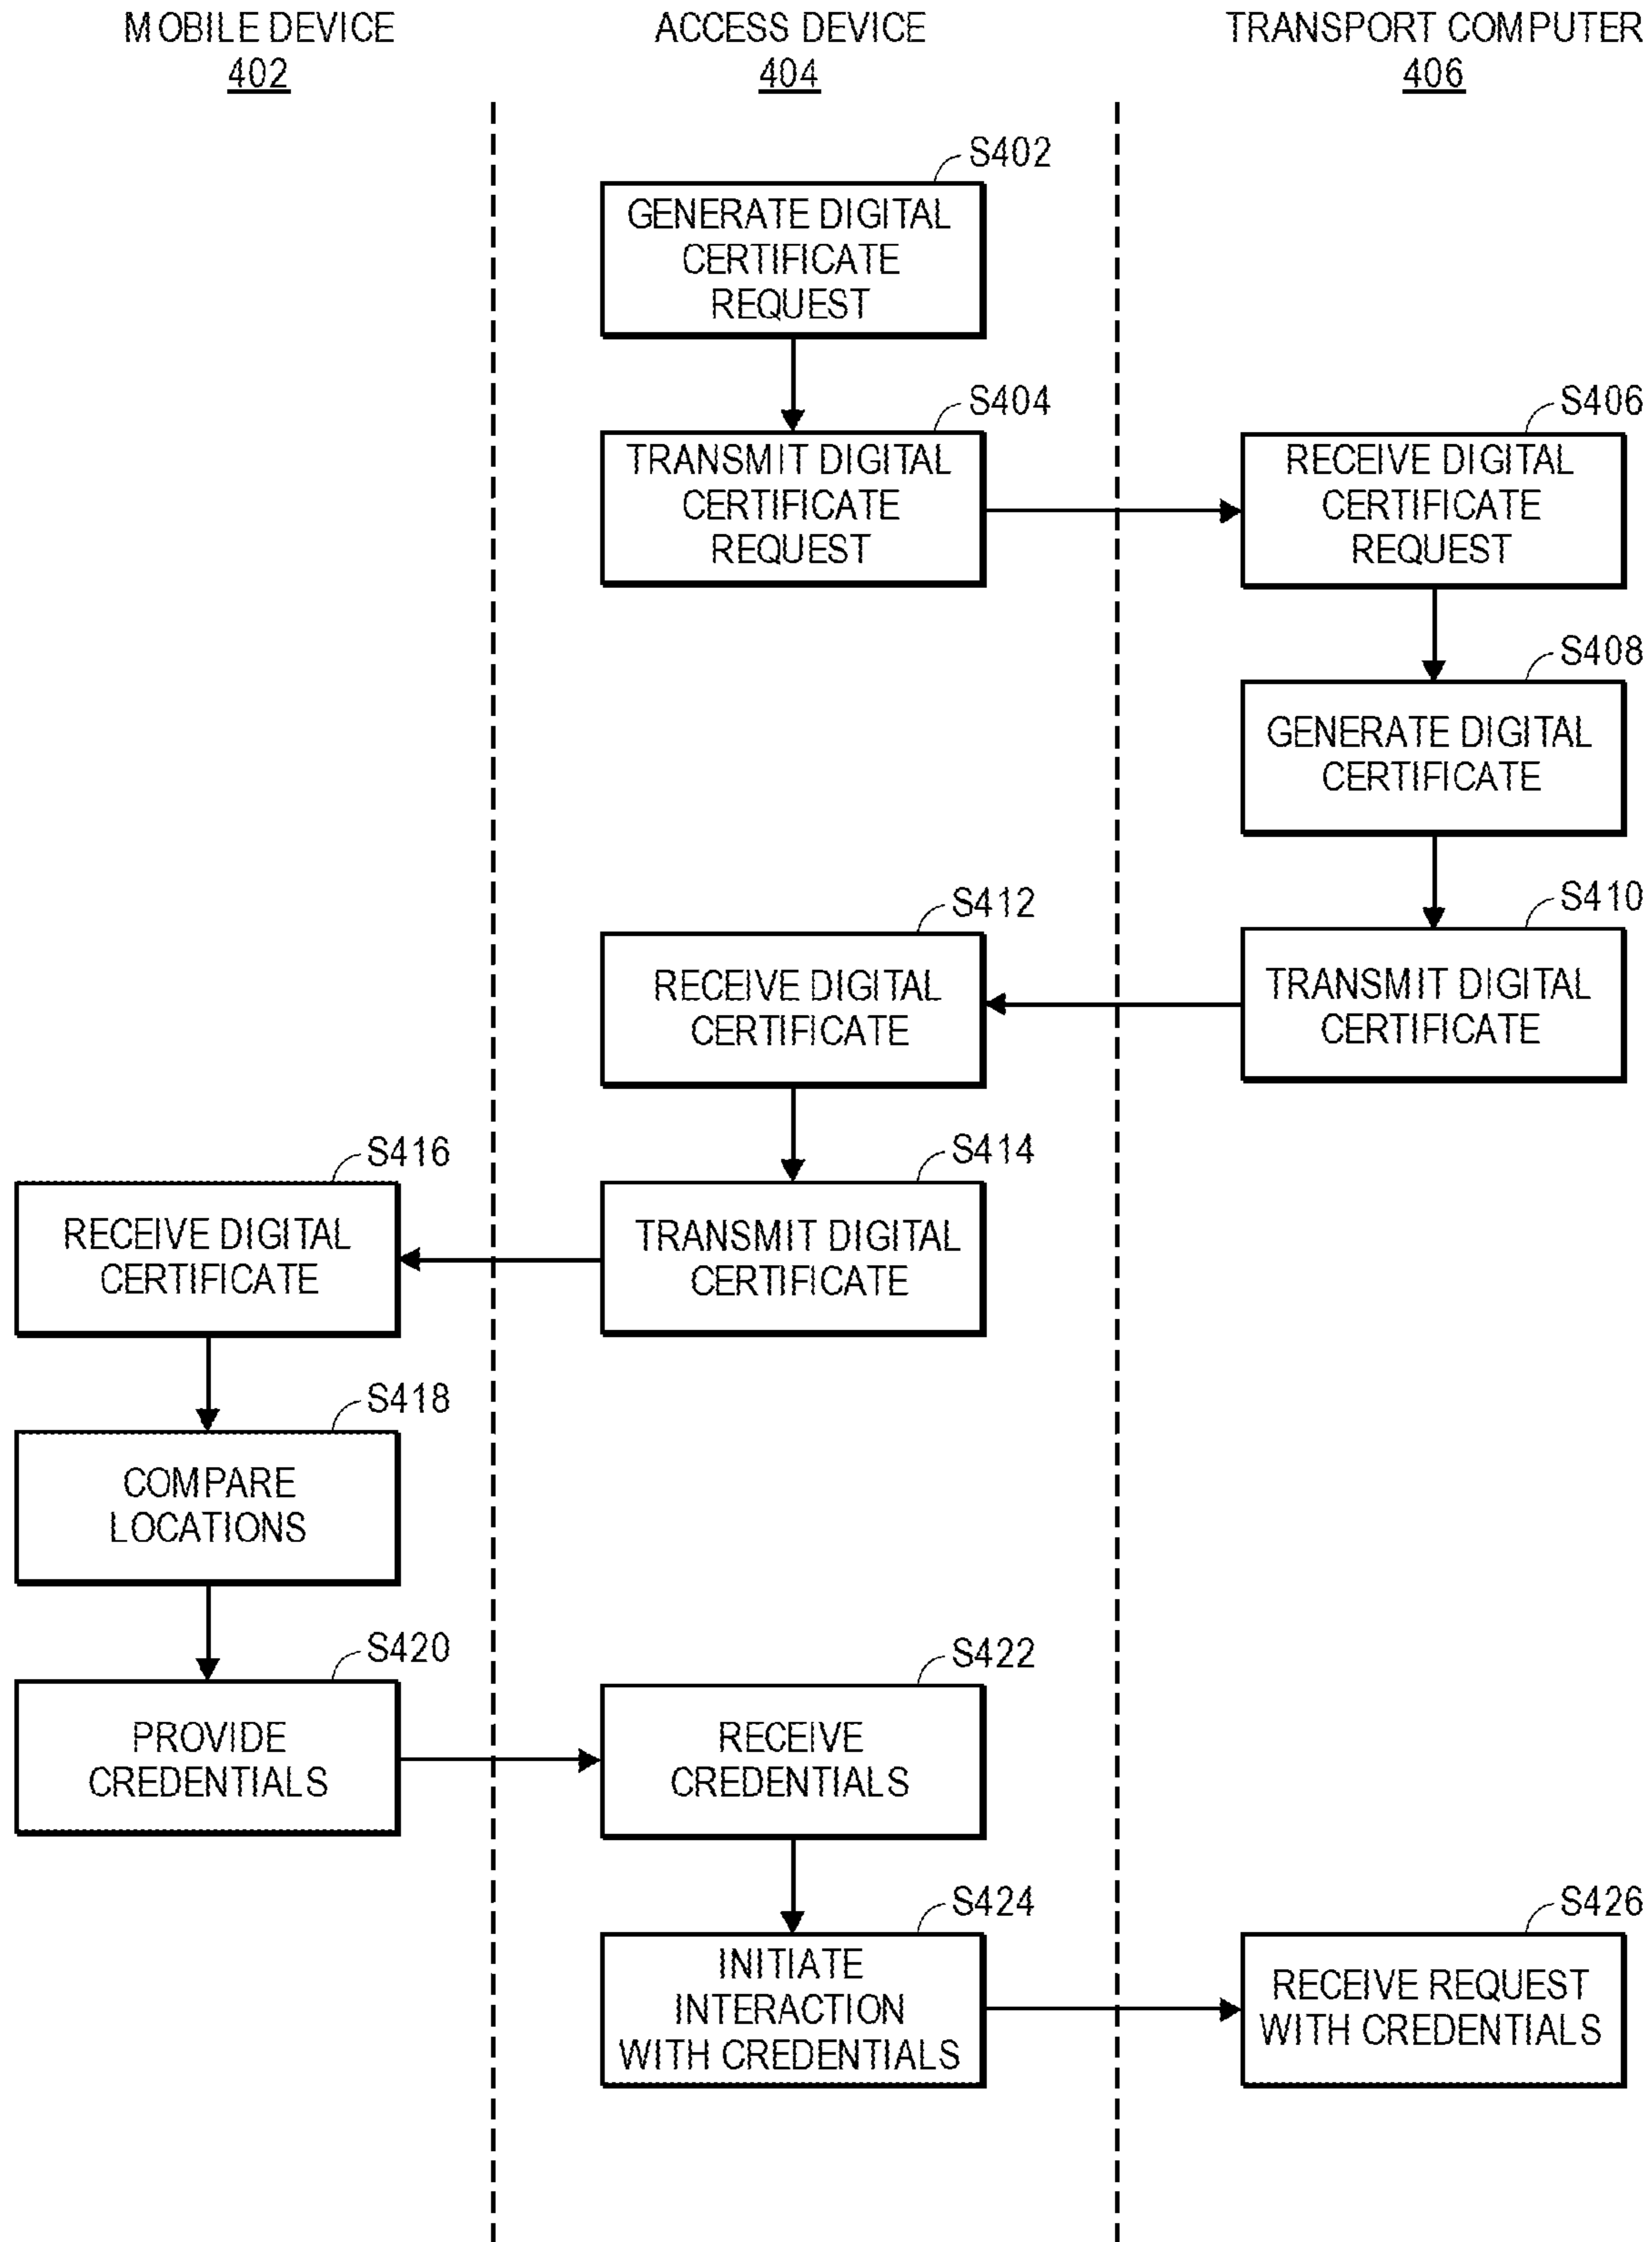 MOBILE DEVICE
402
ACCESS DEVICE
404
TRANSPORT COMPUTER
406
S402
GENERATE DIGITAL
CERTIFICATE
REQUEST
S404
TRANSMIT DIGITAL
CERTIFICATE
REQUEST
S406
RECEIVE DIGITAL
CERTIFICATE
REQUEST
S408
GENERATE DIGITAL
CERTIFICATE
S410
TRANSMIT DIGITAL
CERTIFICATE
S412
RECEIVE DIGITAL
CERTIFICATE
S414
TRANSMIT DIGITAL
CERTIFICATE
S416
RECEIVE DIGITAL
CERTIFICATE
S418
COMPARE
LOCATIONS
S420
PROVIDE
CREDENTIALS
S422
RECEIVE
CREDENTIALS
S424
INITIATE
INTERACTION
WITH CREDENTIALS
S426
RECEIVE REQUEST
WITH CREDENTIALS